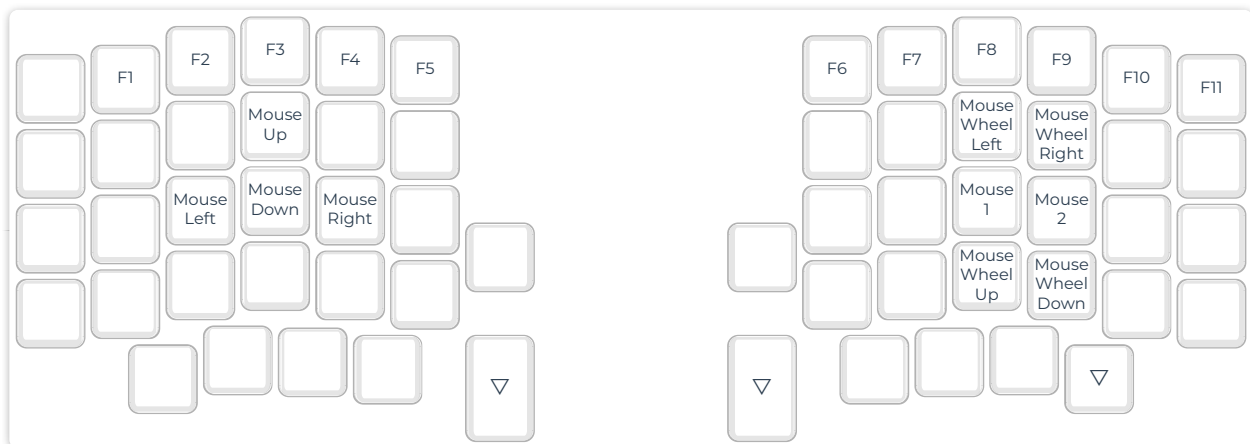 F1
F2
F3
F4
F5
F6
F7
F8
F9
F10
F11
Mouse
Up
Mouse
Wheel
Left
Mouse
Wheel
Right
Mouse
Left
Mouse
Down
Mouse
Right
Mouse
1
Mouse
2
Mouse
Wheel
Up
Mouse
Wheel
Down